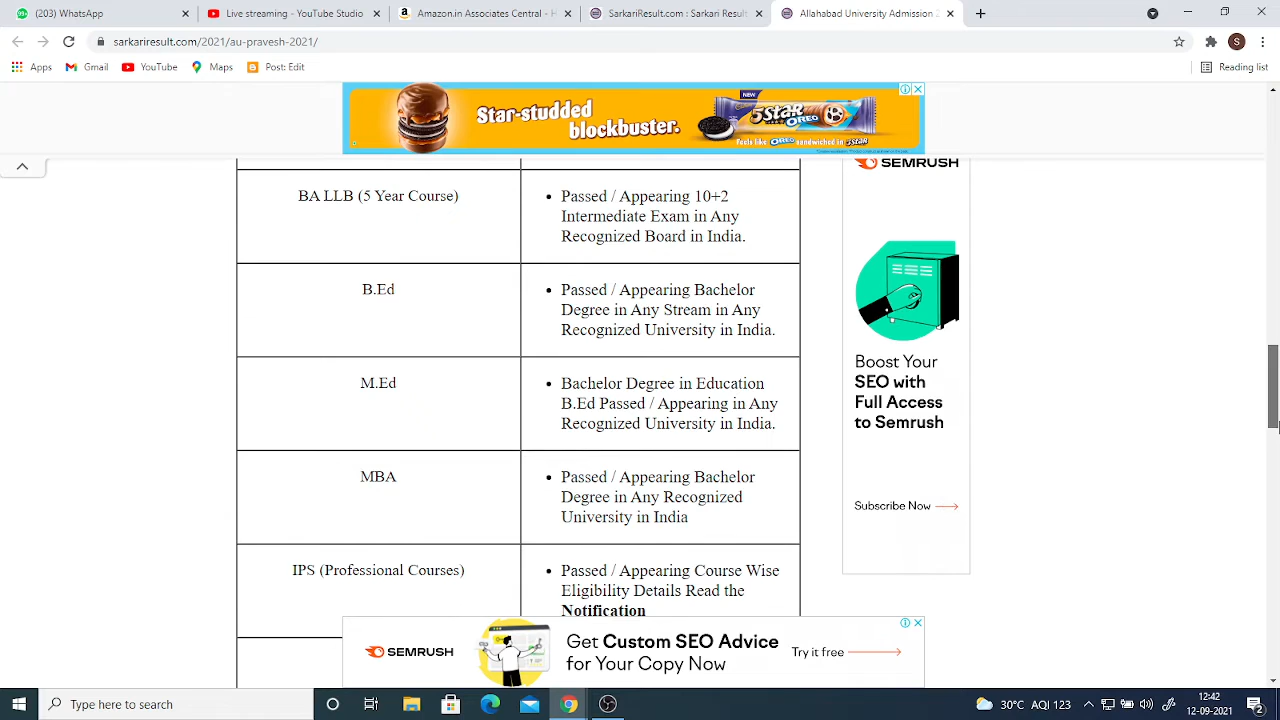 (203) WhatsApp
Live streaming - YouTube Studio
Amazon Associates Central - H
Sarkariresult.com : Sarkari Result
Allahabad University Admission 2
sarkariresult.com/2021/au-pravesh-2021/
S
Apps
Gmail
YouTube
Maps
Post: Edit
Reading list
Star-studded
blockbuster.
NEW
5STAR
OREO
Feels like OREO sandwiched in 5STAR
SEMRUSH
BA LLB (5 Year Course)
Passed / Appearing 10+2
Intermediate Exam in Any
Recognized Board in India.
B.Ed
Passed / Appearing Bachelor
Degree in Any Stream in Any
Recognized University in India.
M.Ed
Bachelor Degree in Education
B.Ed Passed / Appearing in Any
Recognized University in India.
MBA
Passed / Appearing Bachelor
Degree in Any Recognized
University in India
IPS (Professional Courses)
Passed / Appearing Course Wise
Eligibility Details Read the
Notification
Boost Your
SEO with
Full Access
to Semrush
Subscribe Now
SEMRUSH
Get Custom SEO Advice
for Your Copy Now
Try it free
Type here to search
30°C AQI 123
12:42
12-09-2021